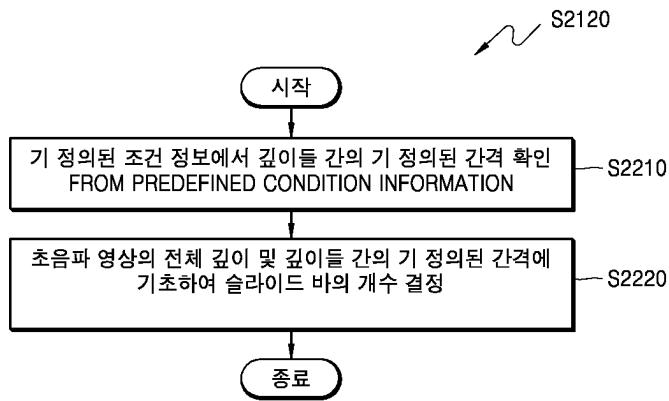 S2120
시작
기 정의된 조건 정보에서 깊이들 간의 기 정의된 간격 확인
FROM PREDEFINED CONDITION INFORMATION
S2210
초음파 영상의 전체 깊이 및 깊이들 간의 기 정의된 간격에
기초하여 슬라이드 바의 개수 결정
S2220
종료